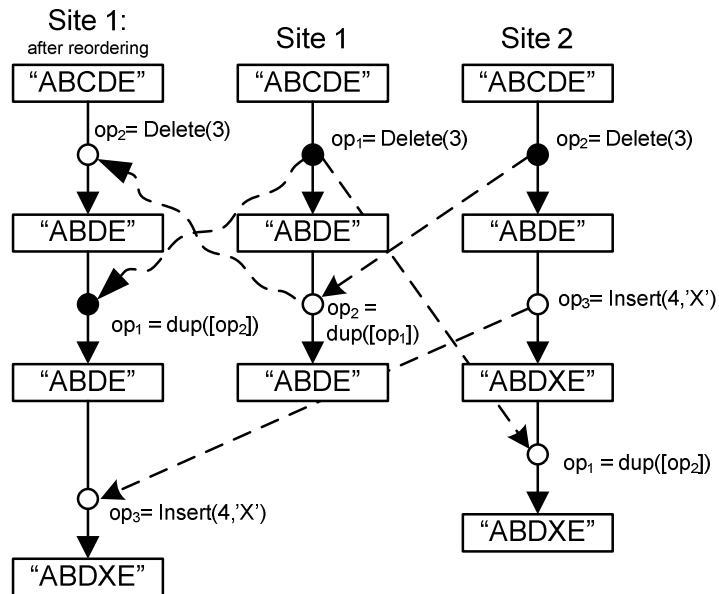 Site 1:
after reordering
“ABCDE”
op₂= Delete(3)
“ABDE”
op₁ = dup([op₂])
“ABDE”
op₃= Insert(4,’X’)
“ABDXE”
Site 1
“ABCDE”
op₁= Delete(3)
“ABDE”
op₂ =
dup([op₁])
“ABDE”
Site 2
“ABCDE”
op₂= Delete(3)
“ABDE”
op₃= Insert(4,’X’)
“ABDXE”
op₁ = dup([op₂])
“ABDXE”